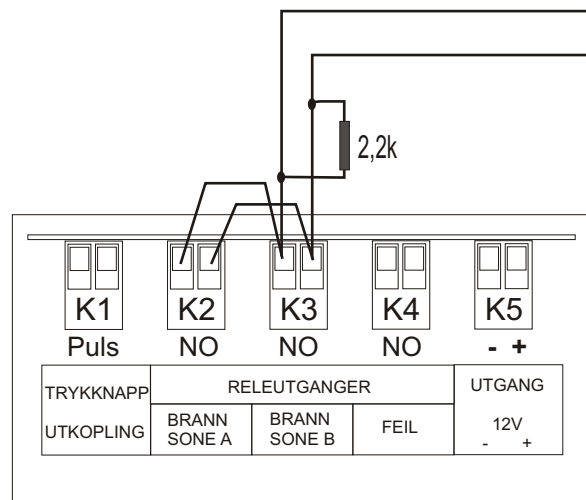 2,2k
K1 K2 K3 K4 K5
Puls NO NO NO - +
TRYKKNAPP
UTKOPLING
RELEUTGANGER
BRANN
SONE A
BRANN
SONE B
FEIL
UTGANG
12V
- +